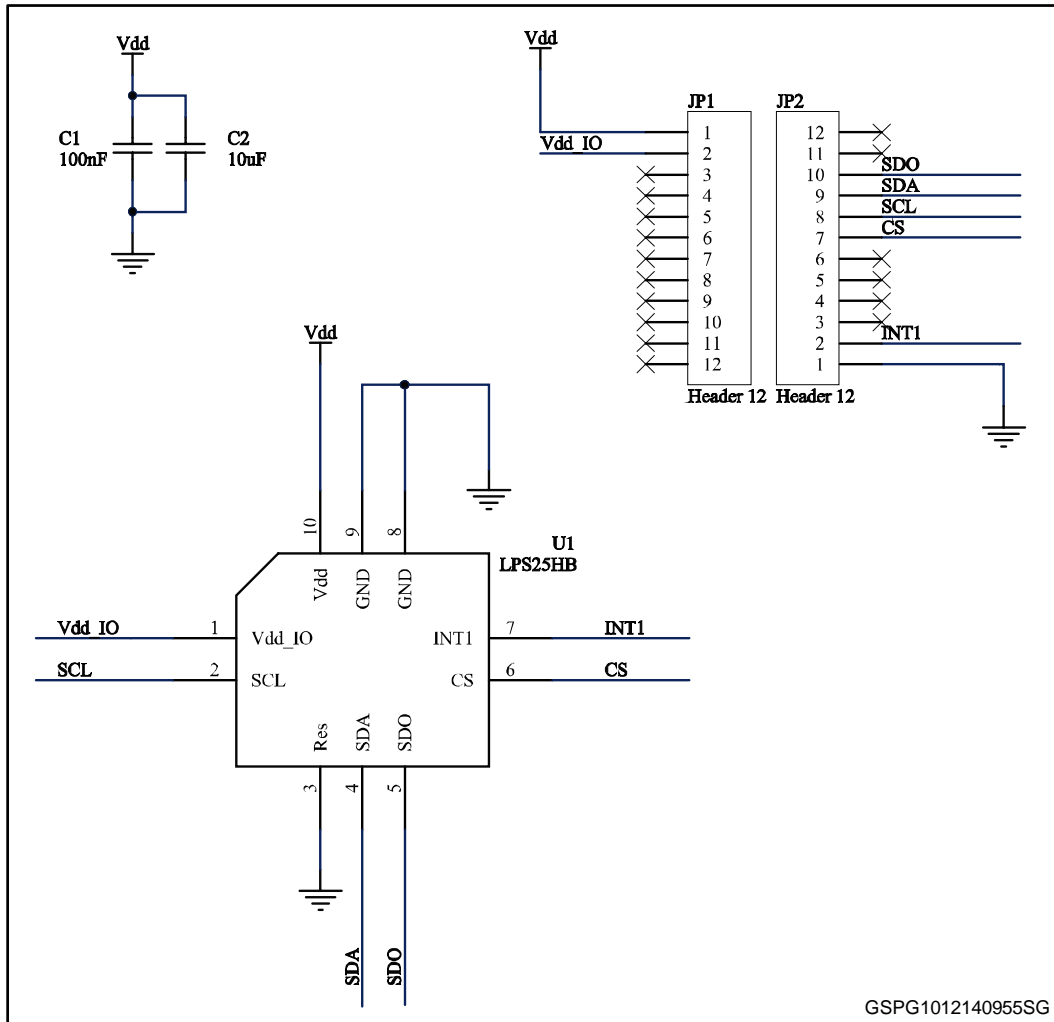 Vdd
C1
100nF
C2
10uF
Vdd
Vdd_IO
JP1
1
2
3
4
5
6
7
8
9
10
11
12
Header 12
JP2
12
11
10
9
8
7
6
5
4
3
2
1
Header 12
SDO
SDA
SCL
CS
INT1
Vdd
10
9
8
U1
LPS25HB
Vdd
GND
GND
Vdd_IO
1
Vdd_IO
INT1
7
INT1
SCL
2
SCL
CS
6
CS
Res
SDA
SDO
3
4
5
SDA
SDO
GSPG1012140955SG